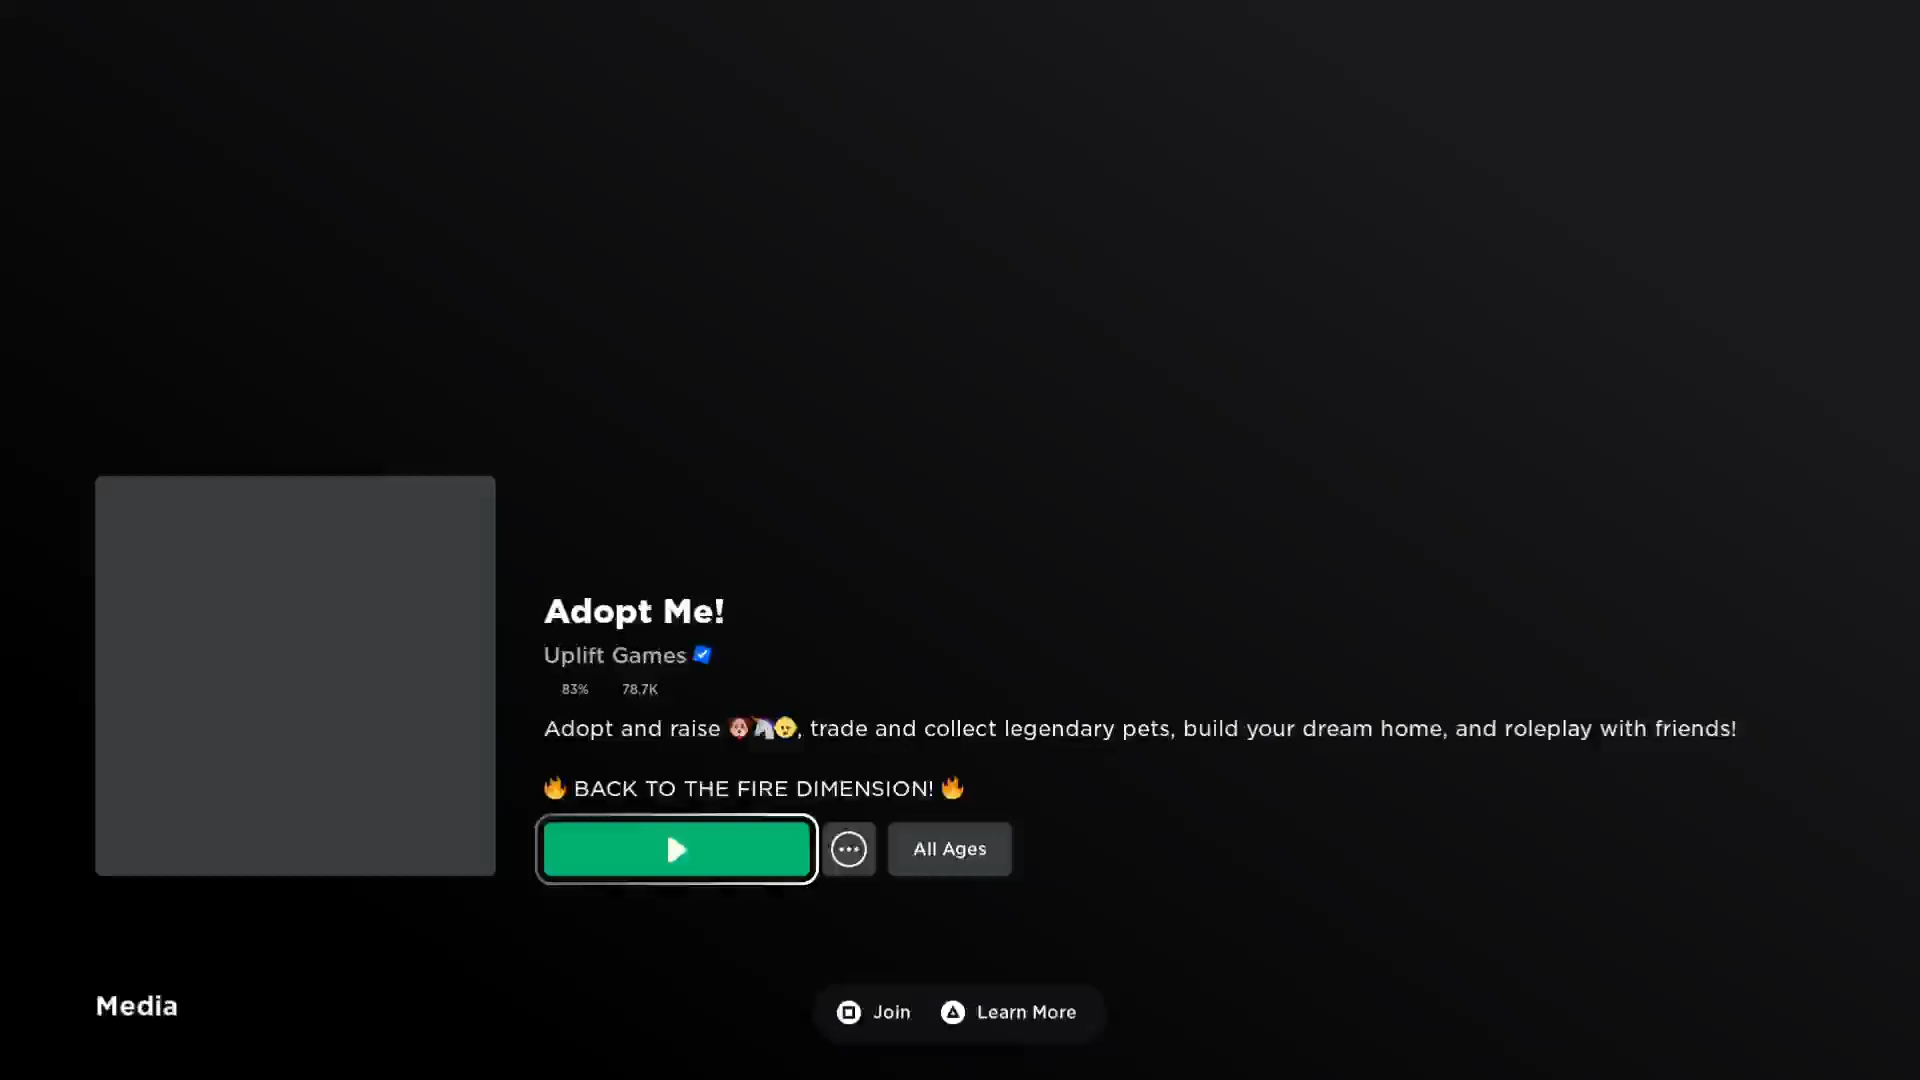 Adopt Me!
Uplift Games
83% 78.7K
Adopt and raise 🐶🦄👶, trade and collect legendary pets, build your dream home, and roleplay with friends!
🔥 BACK TO THE FIRE DIMENSION! 🔥
All Ages
Media
Join Learn More